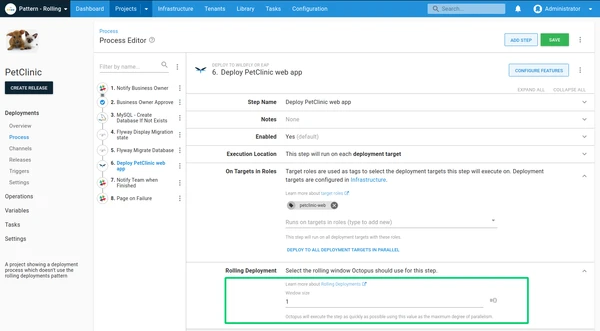 Pattern - Rolling
Dashboard
Projects
Infrastructure
Tenants
Library
Tasks
Configuration
Search...
Administrator
PetClinic
CREATE RELEASE
Deployments
Overview
Process
Channels
Releases
Triggers
Settings
Operations
Variables
Tasks
Settings
A project showing a deployment
process which doesn't use the
rolling deployments pattern
Process
Process Editor
ADD STEP
SAVE
Filter by name...
1. Notify Business
Owner
2. Business Owner Approve
3. MySQL - Create
Database If Not Exists
4. Flyway Display Migration
state
5. Flyway Migrate Database
6. Deploy PetClinic web
app
7. Notify Team when
Finished
8. Page on Failure
DEPLOY TO WILDFLY OR EAP
6. Deploy PetClinic web app
CONFIGURE FEATURES
EXPAND ALL
COLLAPSE ALL
Step Name
Deploy PetClinic web app
Notes
None
Enabled
Yes (default)
Execution Location
This step will run on each deployment target
On Targets in Roles
Target roles are used as tags to select the deployment targets this step will execute on. Deployment
targets are configured in Infrastructure.
Learn more about target roles
petclinic-web
Runs on targets in roles (type to add new)
This step will run on all deployment targets with these roles.
DEPLOY TO ALL DEPLOYMENT TARGETS IN PARALLEL
Rolling Deployment
Select the rolling window Octopus should use for this step.
Learn more about Rolling Deployments
Window size
1
Octopus will execute the step as quickly as possible using this value as the maximum degree of parallelism.